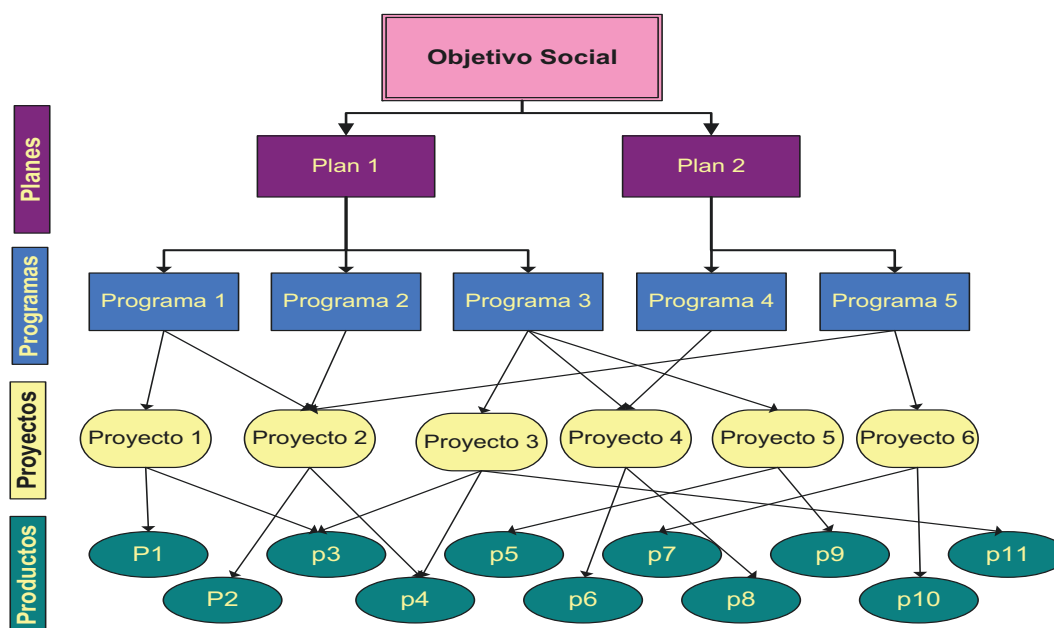 Objetivo Social
Planes
Plan 1
Plan 2
Programas
Programa 1
Programa 2
Programa 3
Programa 4
Programa 5
Proyectos
Proyecto 1
Proyecto 2
Proyecto 3
Proyecto 4
Proyecto 5
Proyecto 6
Productos
P1
p3
p5
p7
p9
p11
P2
p4
p6
p8
p10